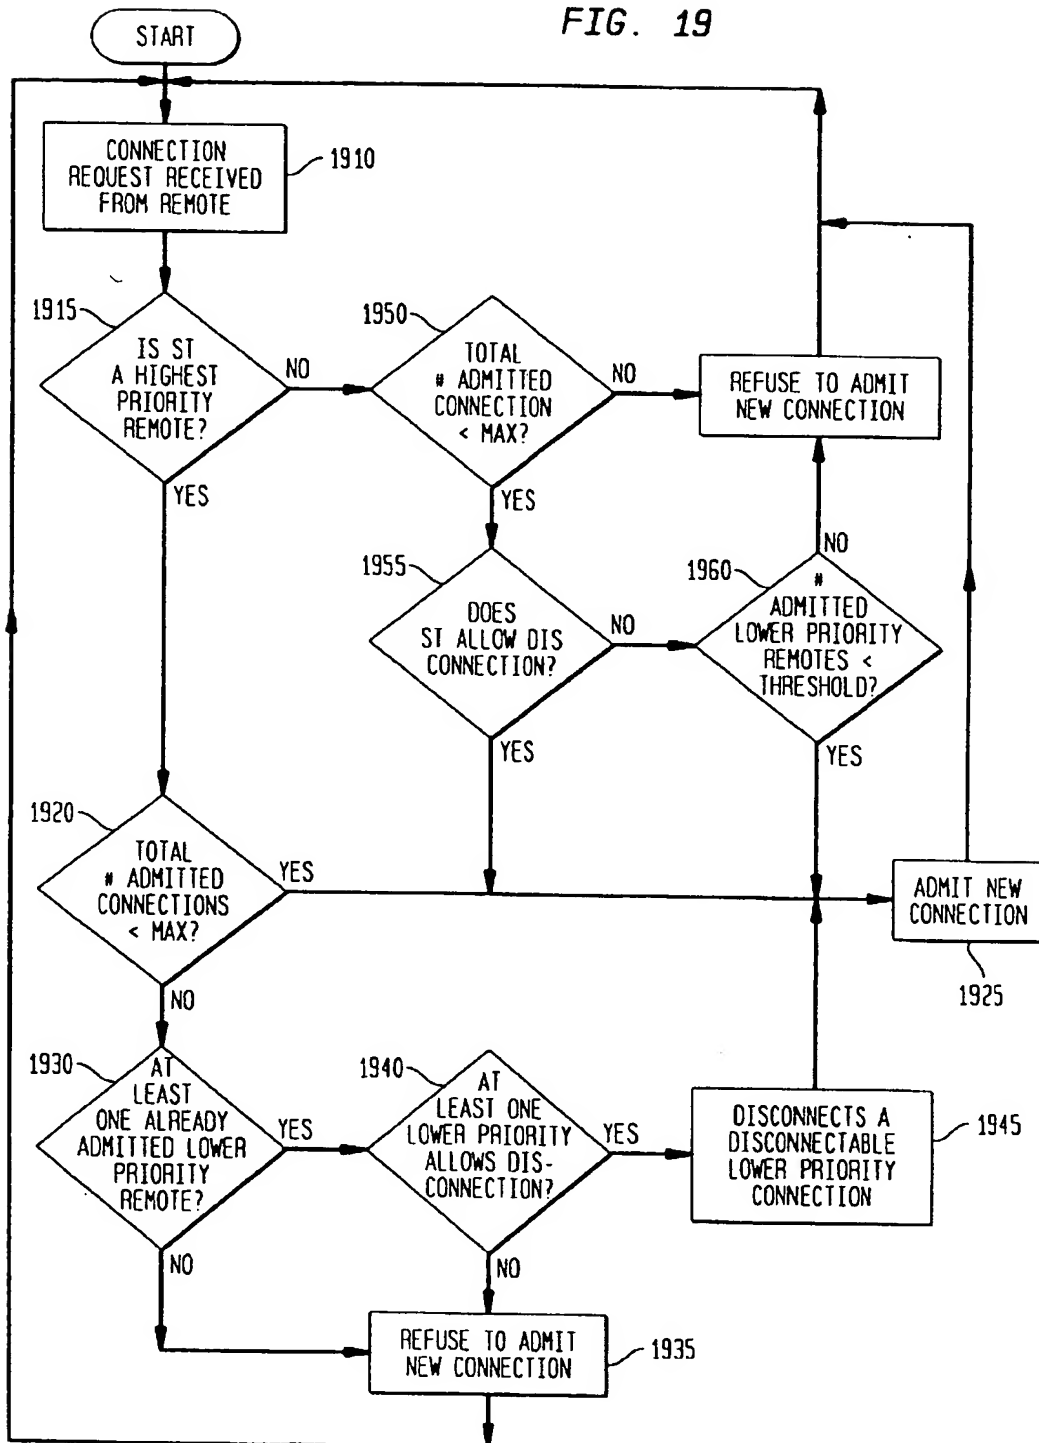 FIG. 19
START
CONNECTION
REQUEST RECEIVED
FROM REMOTE
1910
1915
IS ST
A HIGHEST
PRIORITY
REMOTE?
NO
YES
1950
TOTAL
# ADMITTED
CONNECTION
< MAX?
NO
YES
REFUSE TO ADMIT
NEW CONNECTION
1955
DOES
ST ALLOW DIS
CONNECTION?
NO
YES
1960
NO
#
ADMITTED
LOWER PRIORITY
REMOTES <
THRESHOLD?
YES
1920
TOTAL
# ADMITTED
CONNECTIONS
< MAX?
YES
NO
ADMIT NEW
CONNECTION
1925
1930
AT
LEAST
ONE ALREADY
ADMITTED LOWER
PRIORITY
REMOTE?
YES
NO
1940
AT
LEAST ONE
LOWER PRIORITY
ALLOWS DIS-
CONNECTION?
YES
NO
DISCONNECTS A
DISCONNECTABLE
LOWER PRIORITY
CONNECTION
1945
REFUSE TO ADMIT
NEW CONNECTION
1935